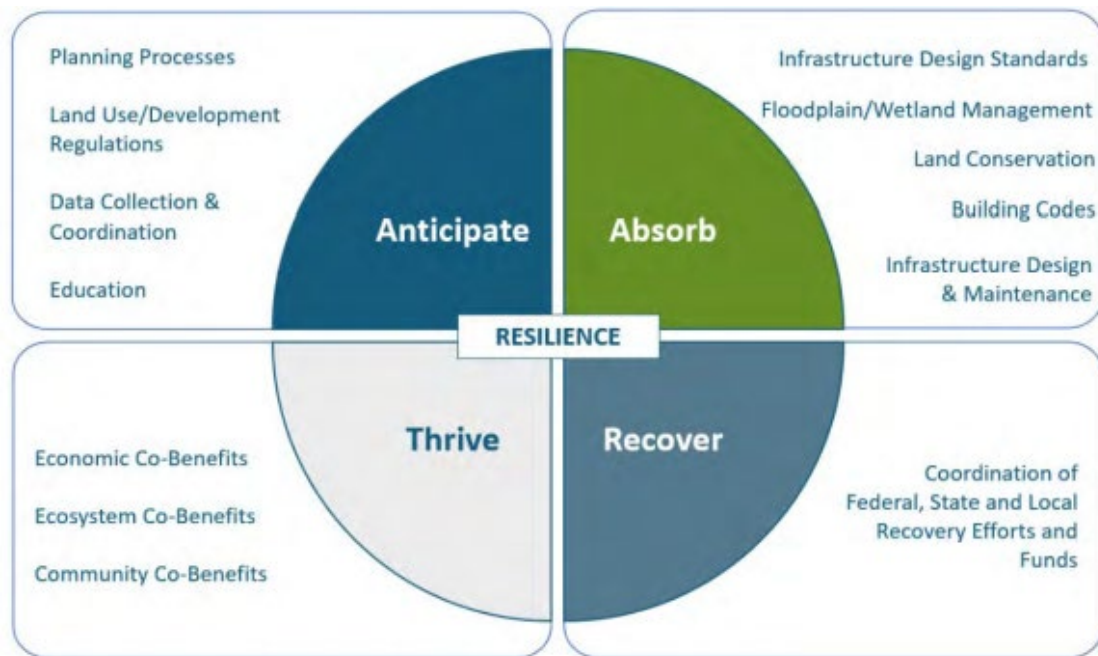 Planning Processes
Land Use/Development
Regulations
Data Collection &
Coordination
Education
Anticipate
Absorb
Infrastructure Design Standards
Floodplain/Wetland Management
Land Conservation
Building Codes
Infrastructure Design
& Maintenance
RESILIENCE
Economic Co-Benefits
Ecosystem Co-Benefits
Community Co-Benefits
Thrive
Recover
Coordination of
Federal, State and Local
Recovery Efforts and
Funds